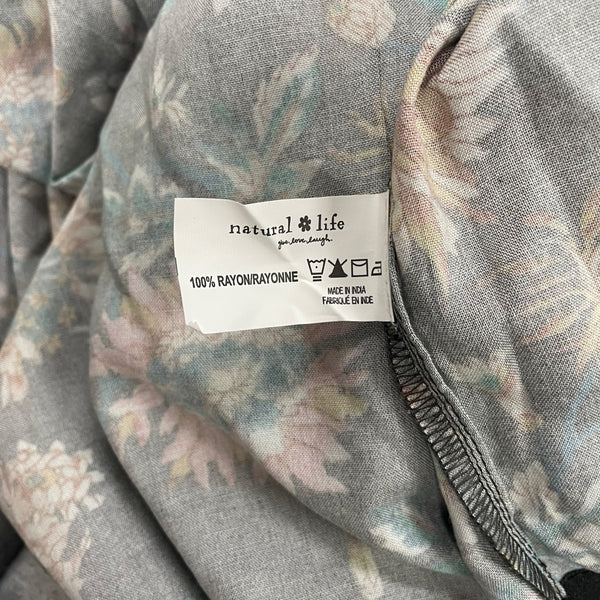 natural life
give. love. laugh.
100% RAYON/RAYONNE
MADE IN INDIA
FABRIQUÉ EN INDE